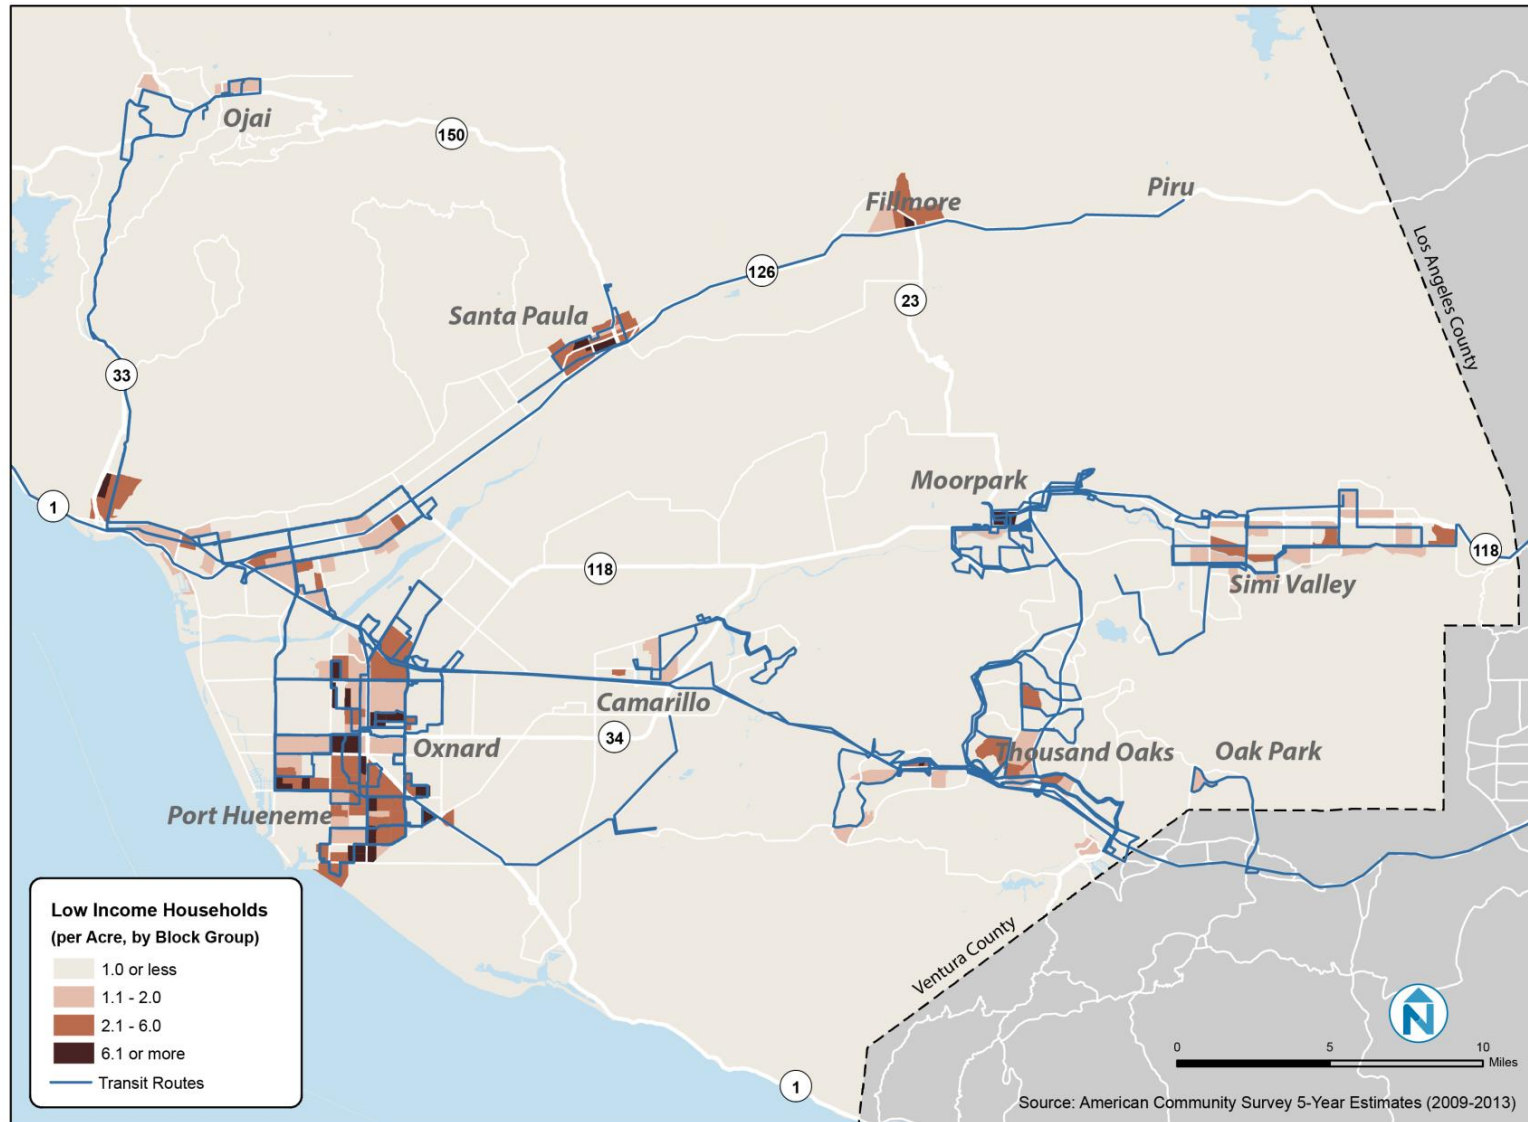 Ojai
150
Fillmore
Piru
Los Angeles County
126
23
Santa Paula
33
1
Moorpark
118
118
Simi Valley
Camarillo
34
Oxnard
Thousand Oaks
Oak Park
Port Hueneme
Ventura County
1
Low Income Households
(per Acre, by Block Group)
1.0 or less
1.1 - 2.0
2.1 - 6.0
6.1 or more
Transit Routes
N
0 5 10
Miles
Source: American Community Survey 5-Year Estimates (2009-2013)